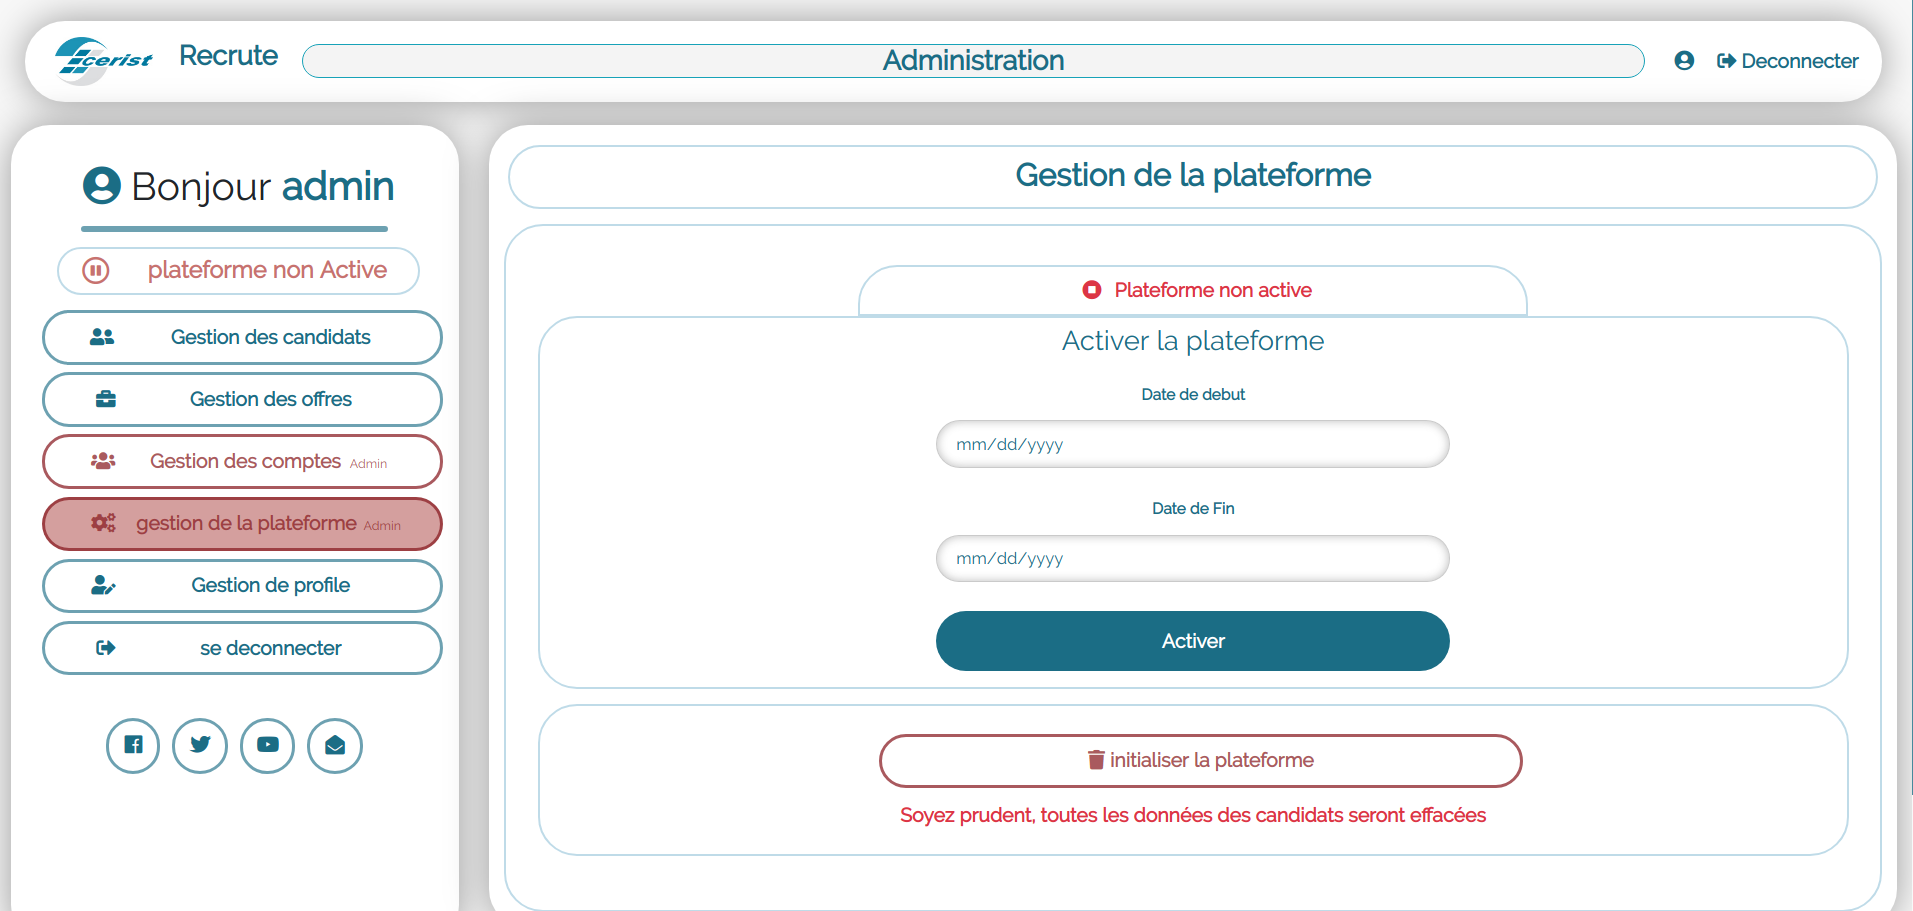 cerist Recrute Administration Deconnecter
Bonjour admin
plateforme non Active
Gestion des candidats
Gestion des offres
Gestion des comptes Admin
gestion de la plateforme Admin
Gestion de profile
se deconnecter
Gestion de la plateforme
Plateforme non active
Activer la plateforme
Date de debut
mm/dd/yyyy
Date de Fin
mm/dd/yyyy
Activer
initialiser la plateforme
Soyez prudent, toutes les données des candidats seront effacées